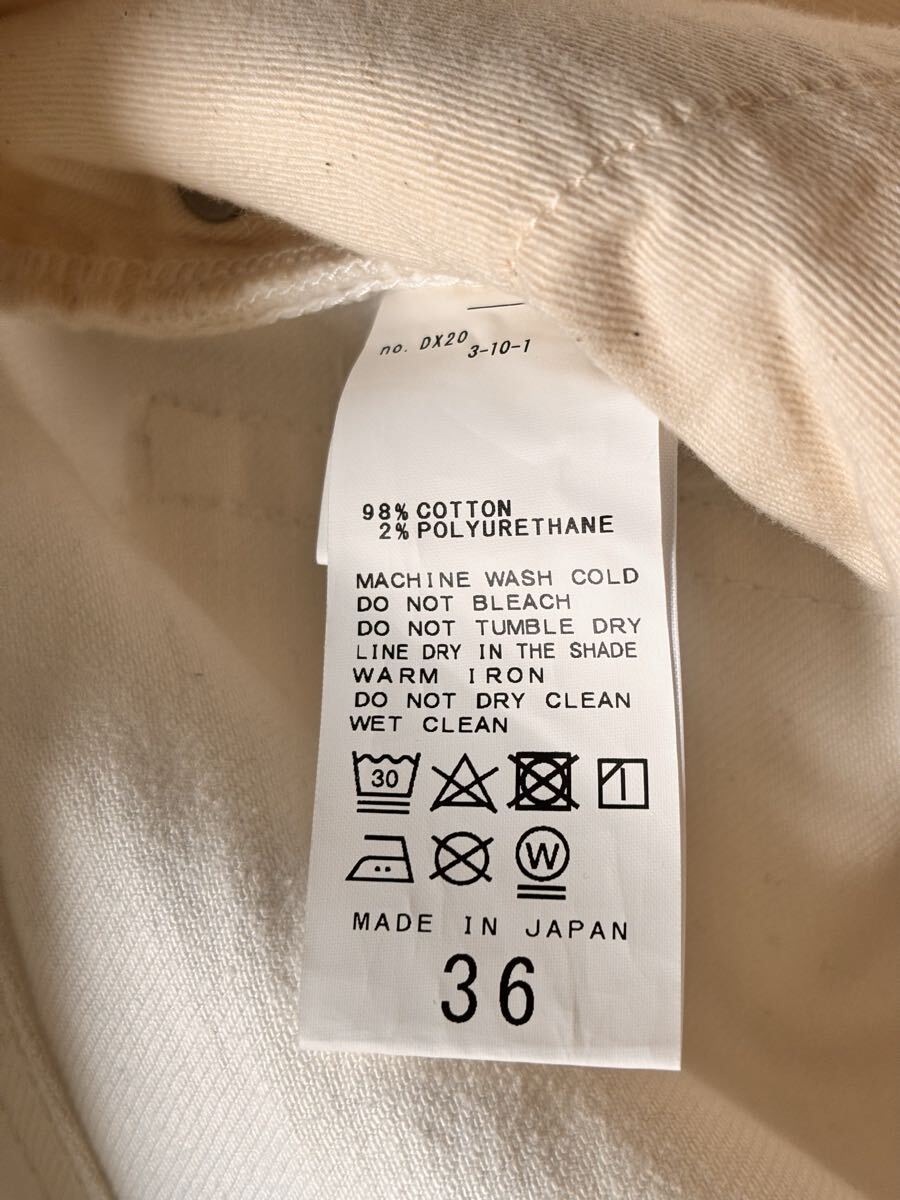 no. DX20 3-10-1
98% COTTON
2% POLYURETHANE
MACHINE WASH COLD
DO NOT BLEACH
DO NOT TUMBLE DRY
LINE DRY IN THE SHADE
WARM IRON
DO NOT DRY CLEAN
WET CLEAN
30
W
MADE IN JAPAN
36